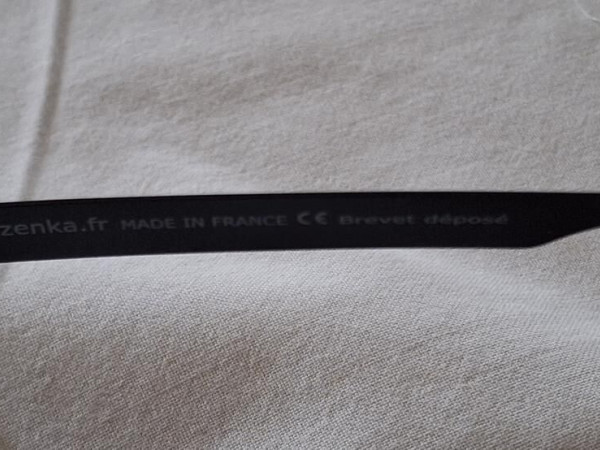 zenka.fr MADE IN FRANCE CE Brevet déposé